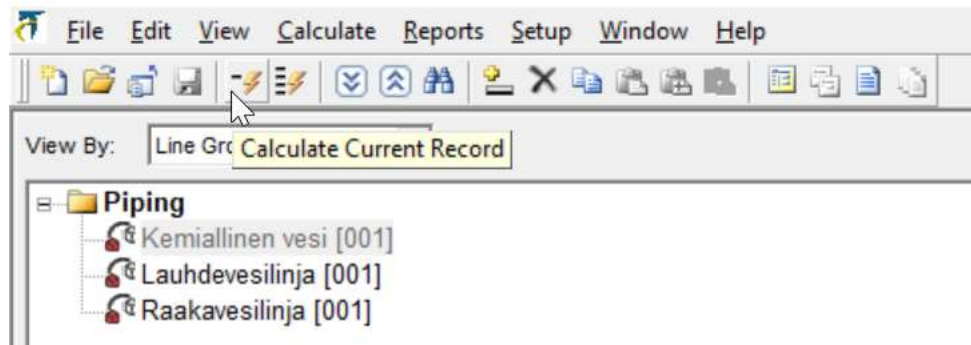 File Edit View Calculate Reports Setup Window Help
View By: Line Gro
Calculate Current Record
Piping
Kemiallinen vesi [001]
Lauhdevesilinja [001]
Raakavesilinja [001]